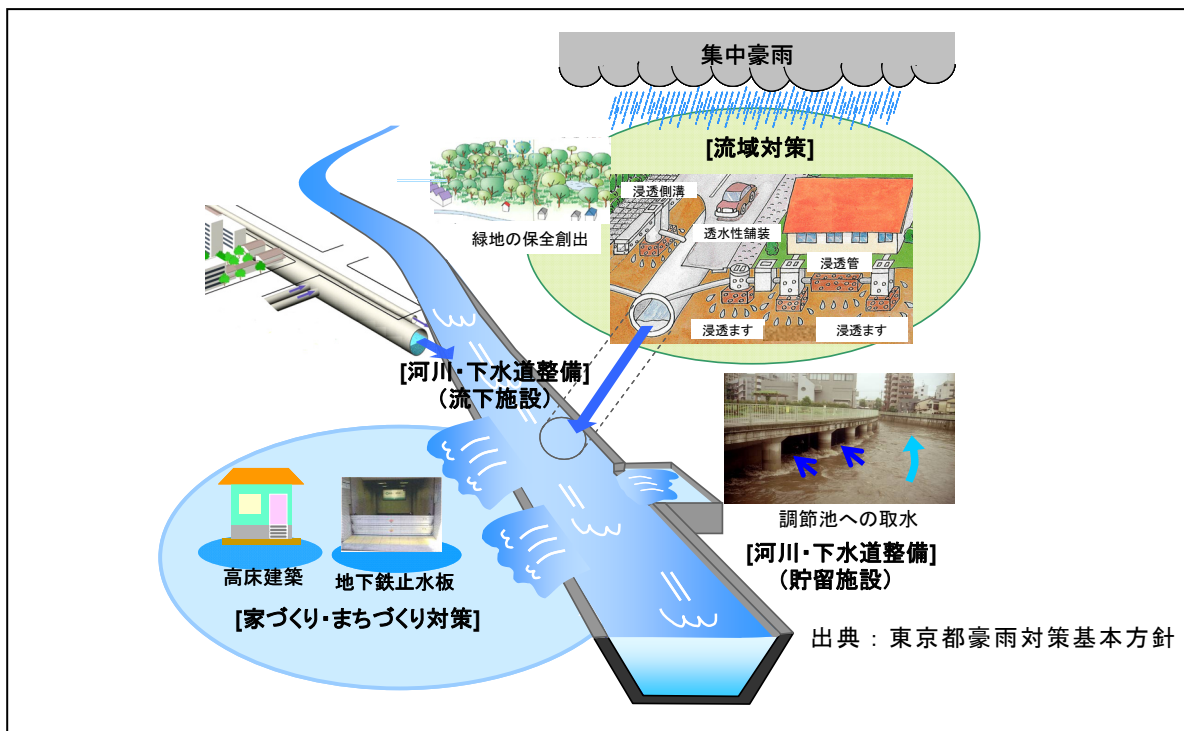 集中豪雨
[流域対策]
浸透側溝
透水性舗装
浸透管
浸透ます
浸透ます
緑地の保全創出
[河川・下水道整備]
（流下施設）
調節池への取水
[河川・下水道整備]
（貯留施設）
高床建築
地下鉄止水板
[家づくり・まちづくり対策]
出典：東京都豪雨対策基本方針